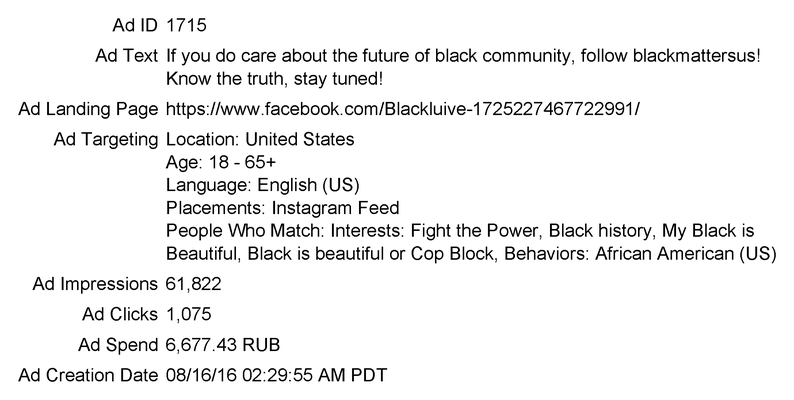 Ad ID 1715
Ad Text If you do care about the future of black community, follow blackmattersus!
Know the truth, stay tuned!
Ad Landing Page https://www.facebook.com/Blackluive-1725227467722991/
Ad Targeting Location: United States
Age: 18 - 65+
Language: English (US)
Placements: Instagram Feed
People Who Match: Interests: Fight the Power, Black history, My Black is
Beautiful, Black is beautiful or Cop Block, Behaviors: African American (US)
Ad Impressions 61,822
Ad Clicks 1,075
Ad Spend 6,677.43 RUB
Ad Creation Date 08/16/16 02:29:55 AM PDT